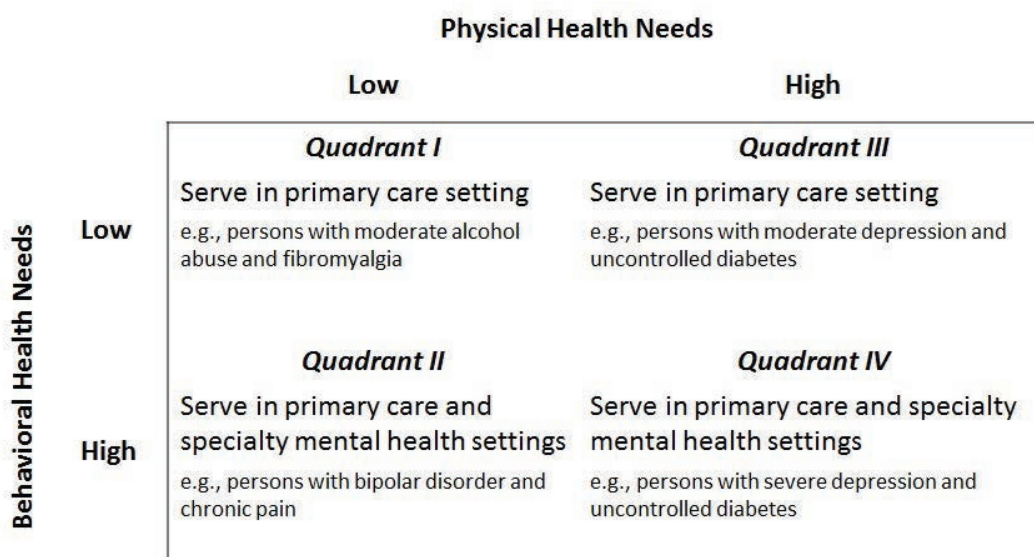 Physical Health Needs
Low
High
Behavioral Health Needs
Low
Quadrant I
Serve in primary care setting
e.g., persons with moderate alcohol
abuse and fibromyalgia
Quadrant III
Serve in primary care setting
e.g., persons with moderate depression and
uncontrolled diabetes
High
Quadrant II
Serve in primary care and
specialty mental health settings
e.g., persons with bipolar disorder and
chronic pain
Quadrant IV
Serve in primary care and specialty
mental health settings
e.g., persons with severe depression and
uncontrolled diabetes